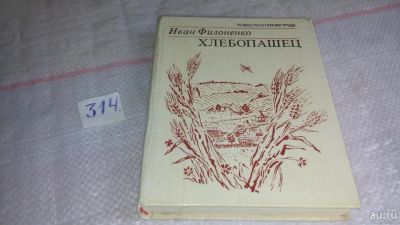 ПОВЕСТИ О ГЕРОЯХ ТРУДА
Иван Филоненко
ХЛЕБОПАШЕЦ
314.
au.ru